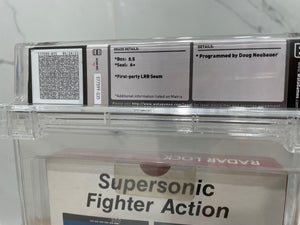 GRADE DETAILS:
*Box: 8.5
*Seal: A+
*First-party LRB Seam
*Additional information listed on Matrix
DETAILS:
* Programmed by Doug Neubauer
RADAR LOCK
Supersonic
Fighter Action